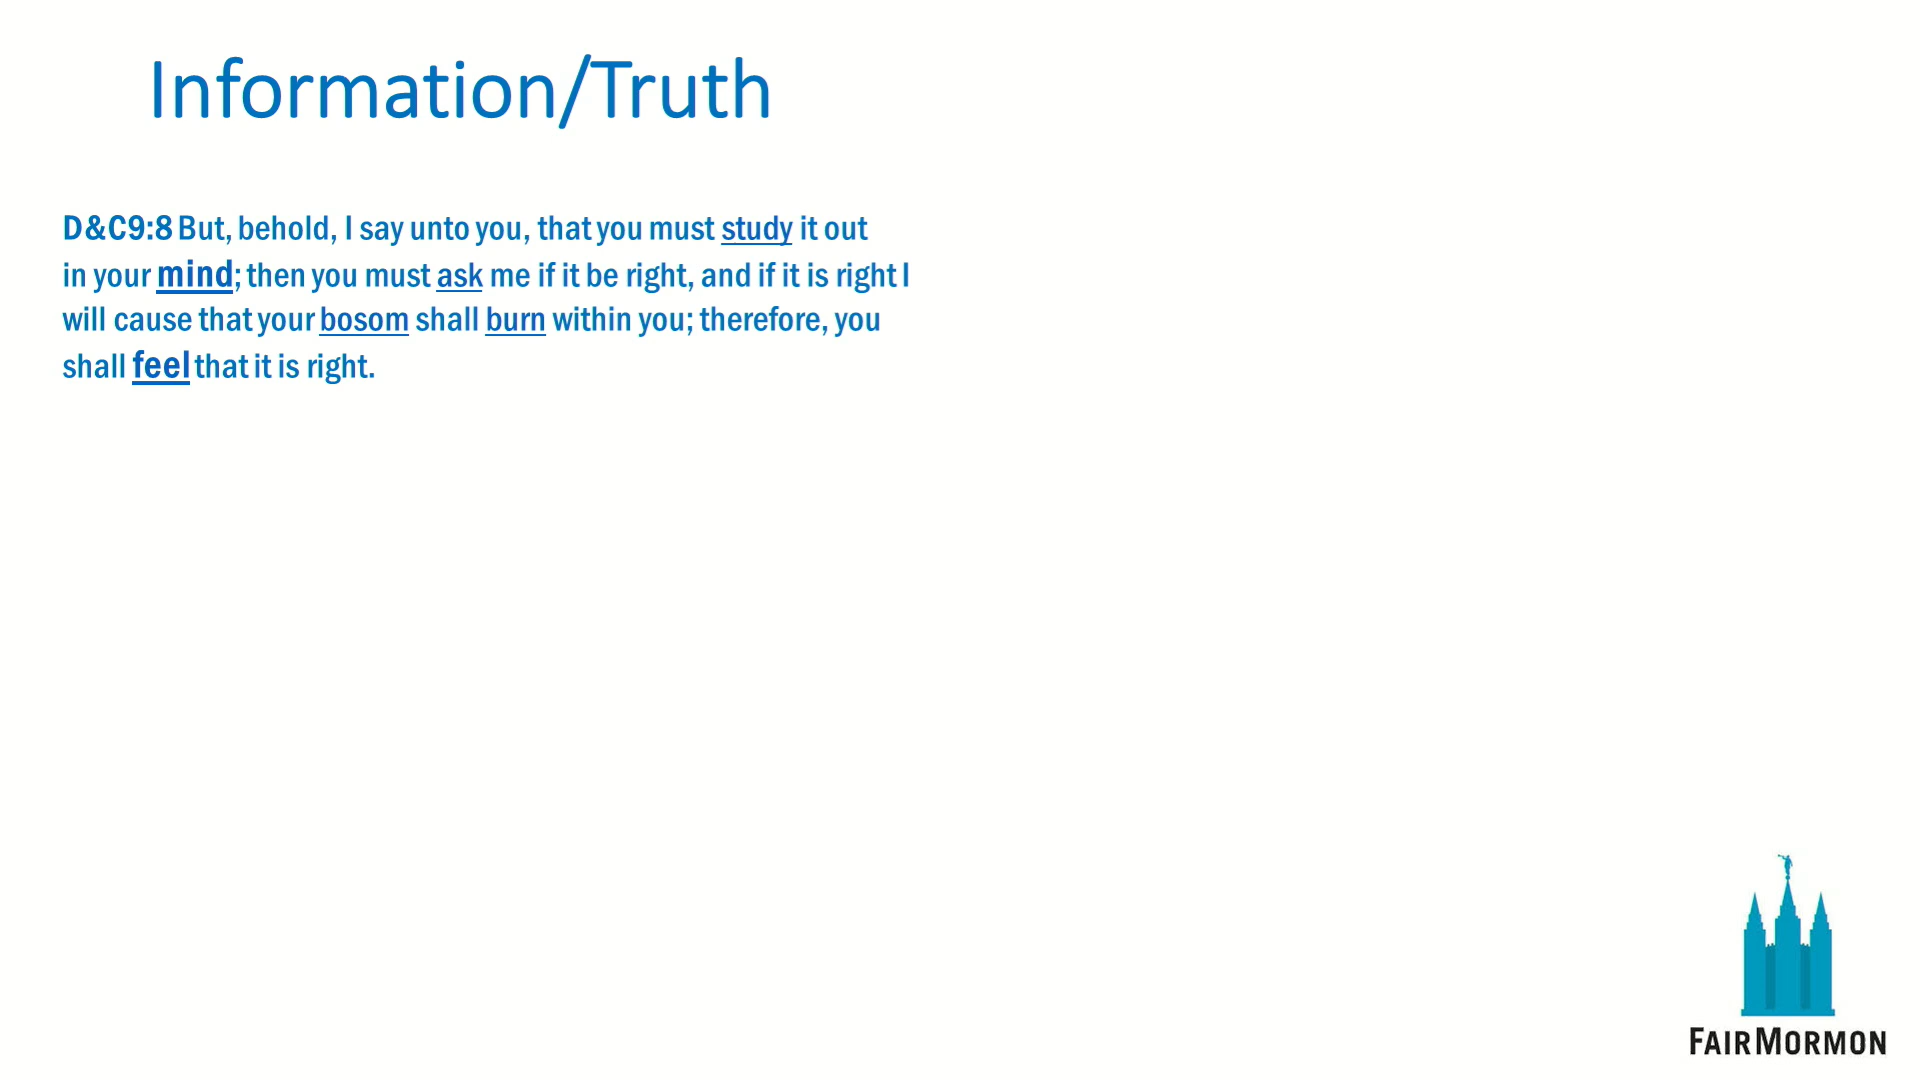 Information/Truth
D&C9:8 But, behold, I say unto you, that you must study it out
in your mind; then you must ask me if it be right, and if it is right I
will cause that your bosom shall burn within you; therefore, you
shall feel that it is right.
FAIRMORMON